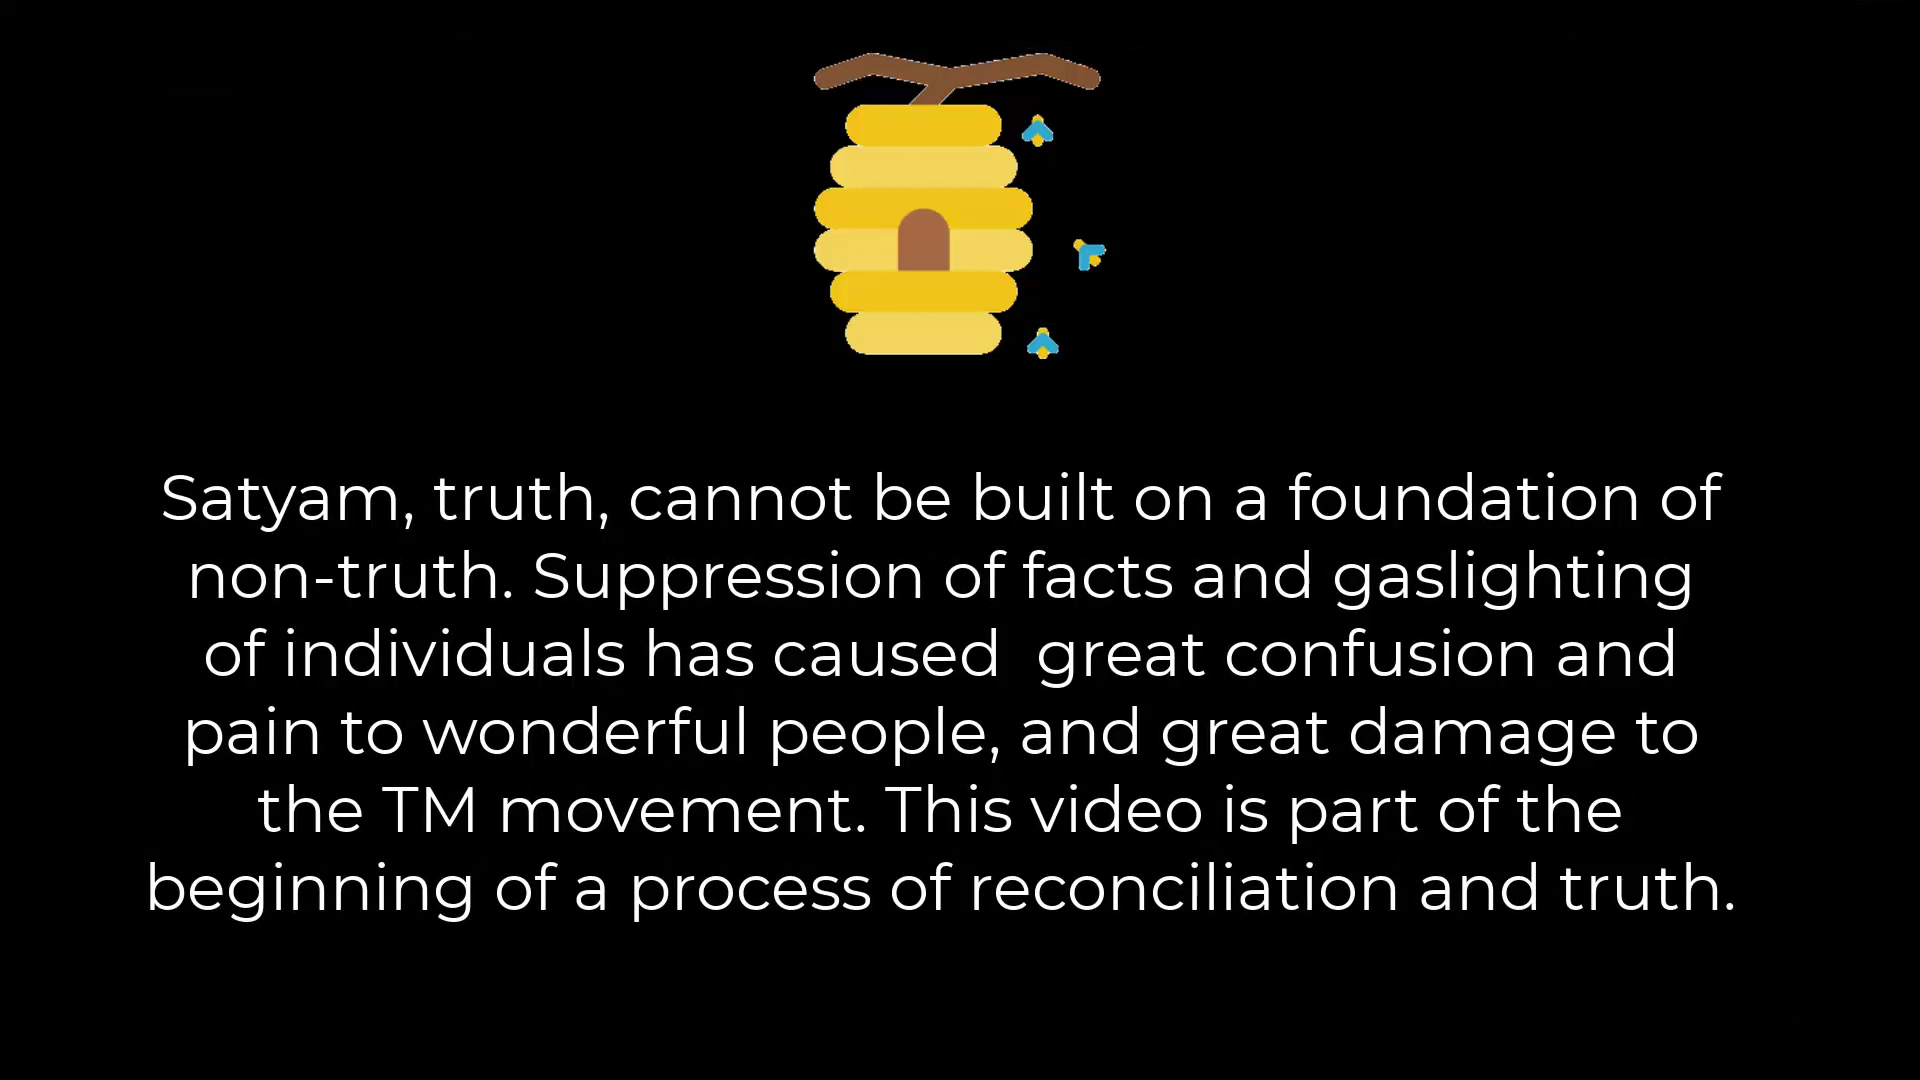 Satyam, truth, cannot be built on a foundation of
non-truth. Suppression of facts and gaslighting
of individuals has caused  great confusion and
pain to wonderful people, and great damage to
the TM movement. This video is part of the
beginning of a process of reconciliation and truth.